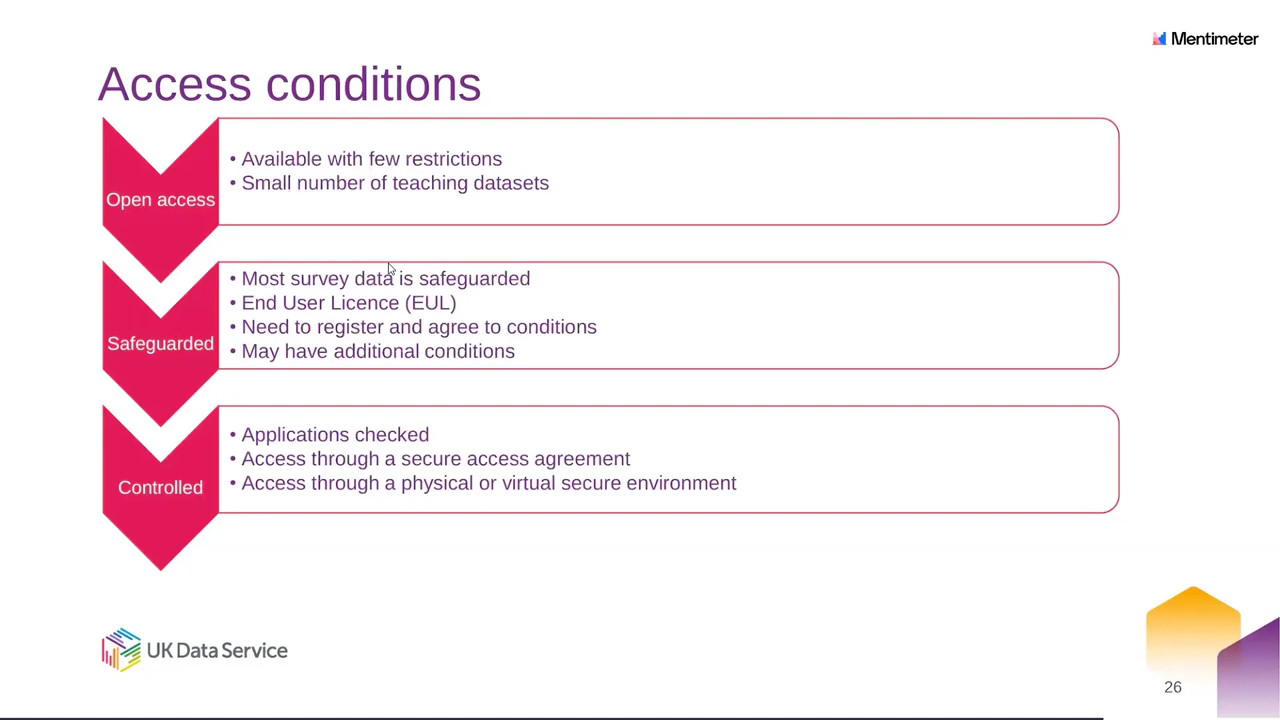 Mentimeter
Access conditions
Open access
• Available with few restrictions
• Small number of teaching datasets
Safeguarded
• Most survey data is safeguarded
• End User Licence (EUL)
• Need to register and agree to conditions
• May have additional conditions
Controlled
• Applications checked
• Access through a secure access agreement
• Access through a physical or virtual secure environment
UK Data Service
26